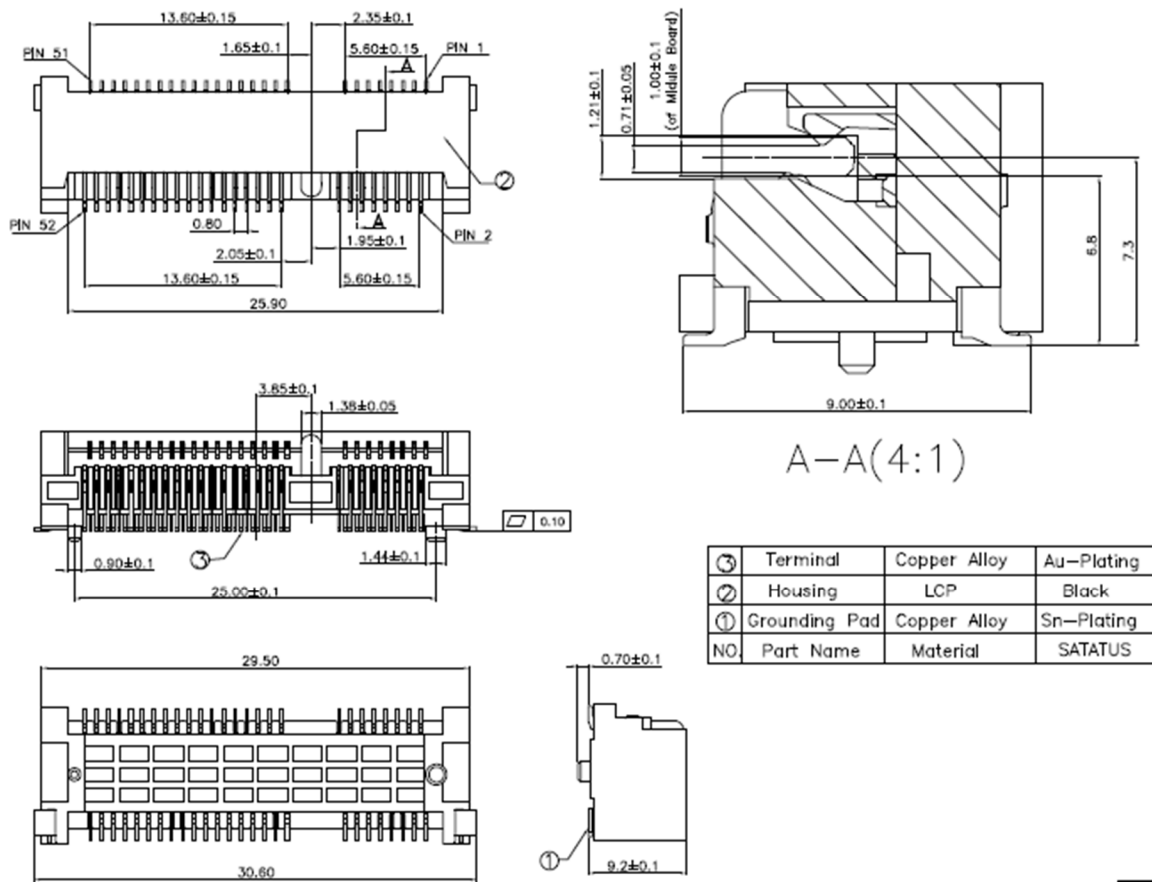 13.60±0.15
2.35±0.1
1.65±0.1
5.60±0.15
PIN 51
PIN 1
A
②
PIN 52
0.80
A
PIN 2
1.95±0.1
2.05±0.1
13.60±0.15
5.60±0.15
25.90
1.21±0.1
0.71±0.05
1.00±0.1
(of Midule Board)
6.8
7.3
9.00±0.1
A-A(4:1)
3.85±0.1
1.38±0.05
0.10
③
0.90±0.1
1.44±0.1
25.00±0.1
③ Terminal Copper Alloy Au-Plating
② Housing LCP Black
① Grounding Pad Copper Alloy Sn-Plating
NO. Part Name Material SATATUS
29.50
0.70±0.1
30.60
①
9.2±0.1